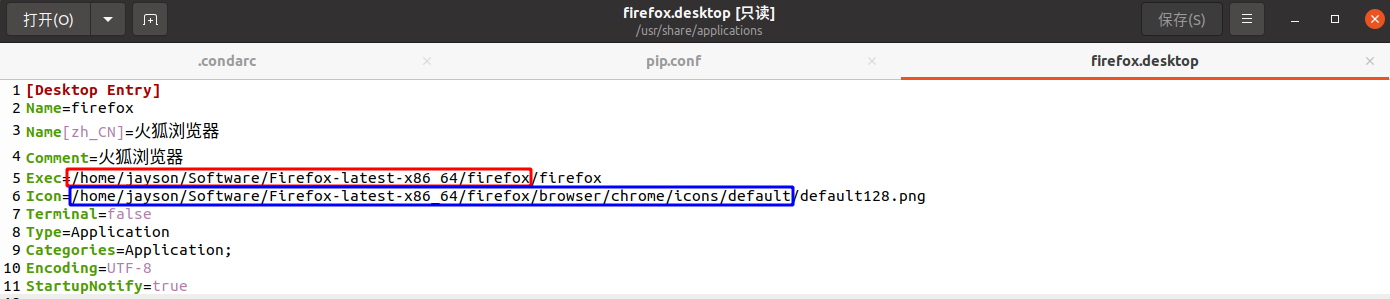 打开(O)
firefox.desktop [只读]
/usr/share/applications
保存(S)
.condarc
pip.conf
firefox.desktop
1 [Desktop Entry]
2 Name=firefox
3 Name[zh_CN]=火狐浏览器
4 Comment=火狐浏览器
5 Exec=/home/jayson/Software/Firefox-latest-x86_64/firefox/firefox
6 Icon=/home/jayson/Software/Firefox-latest-x86_64/firefox/browser/chrome/icons/default/default128.png
7 Terminal=false
8 Type=Application
9 Categories=Application;
10 Encoding=UTF-8
11 StartupNotify=true